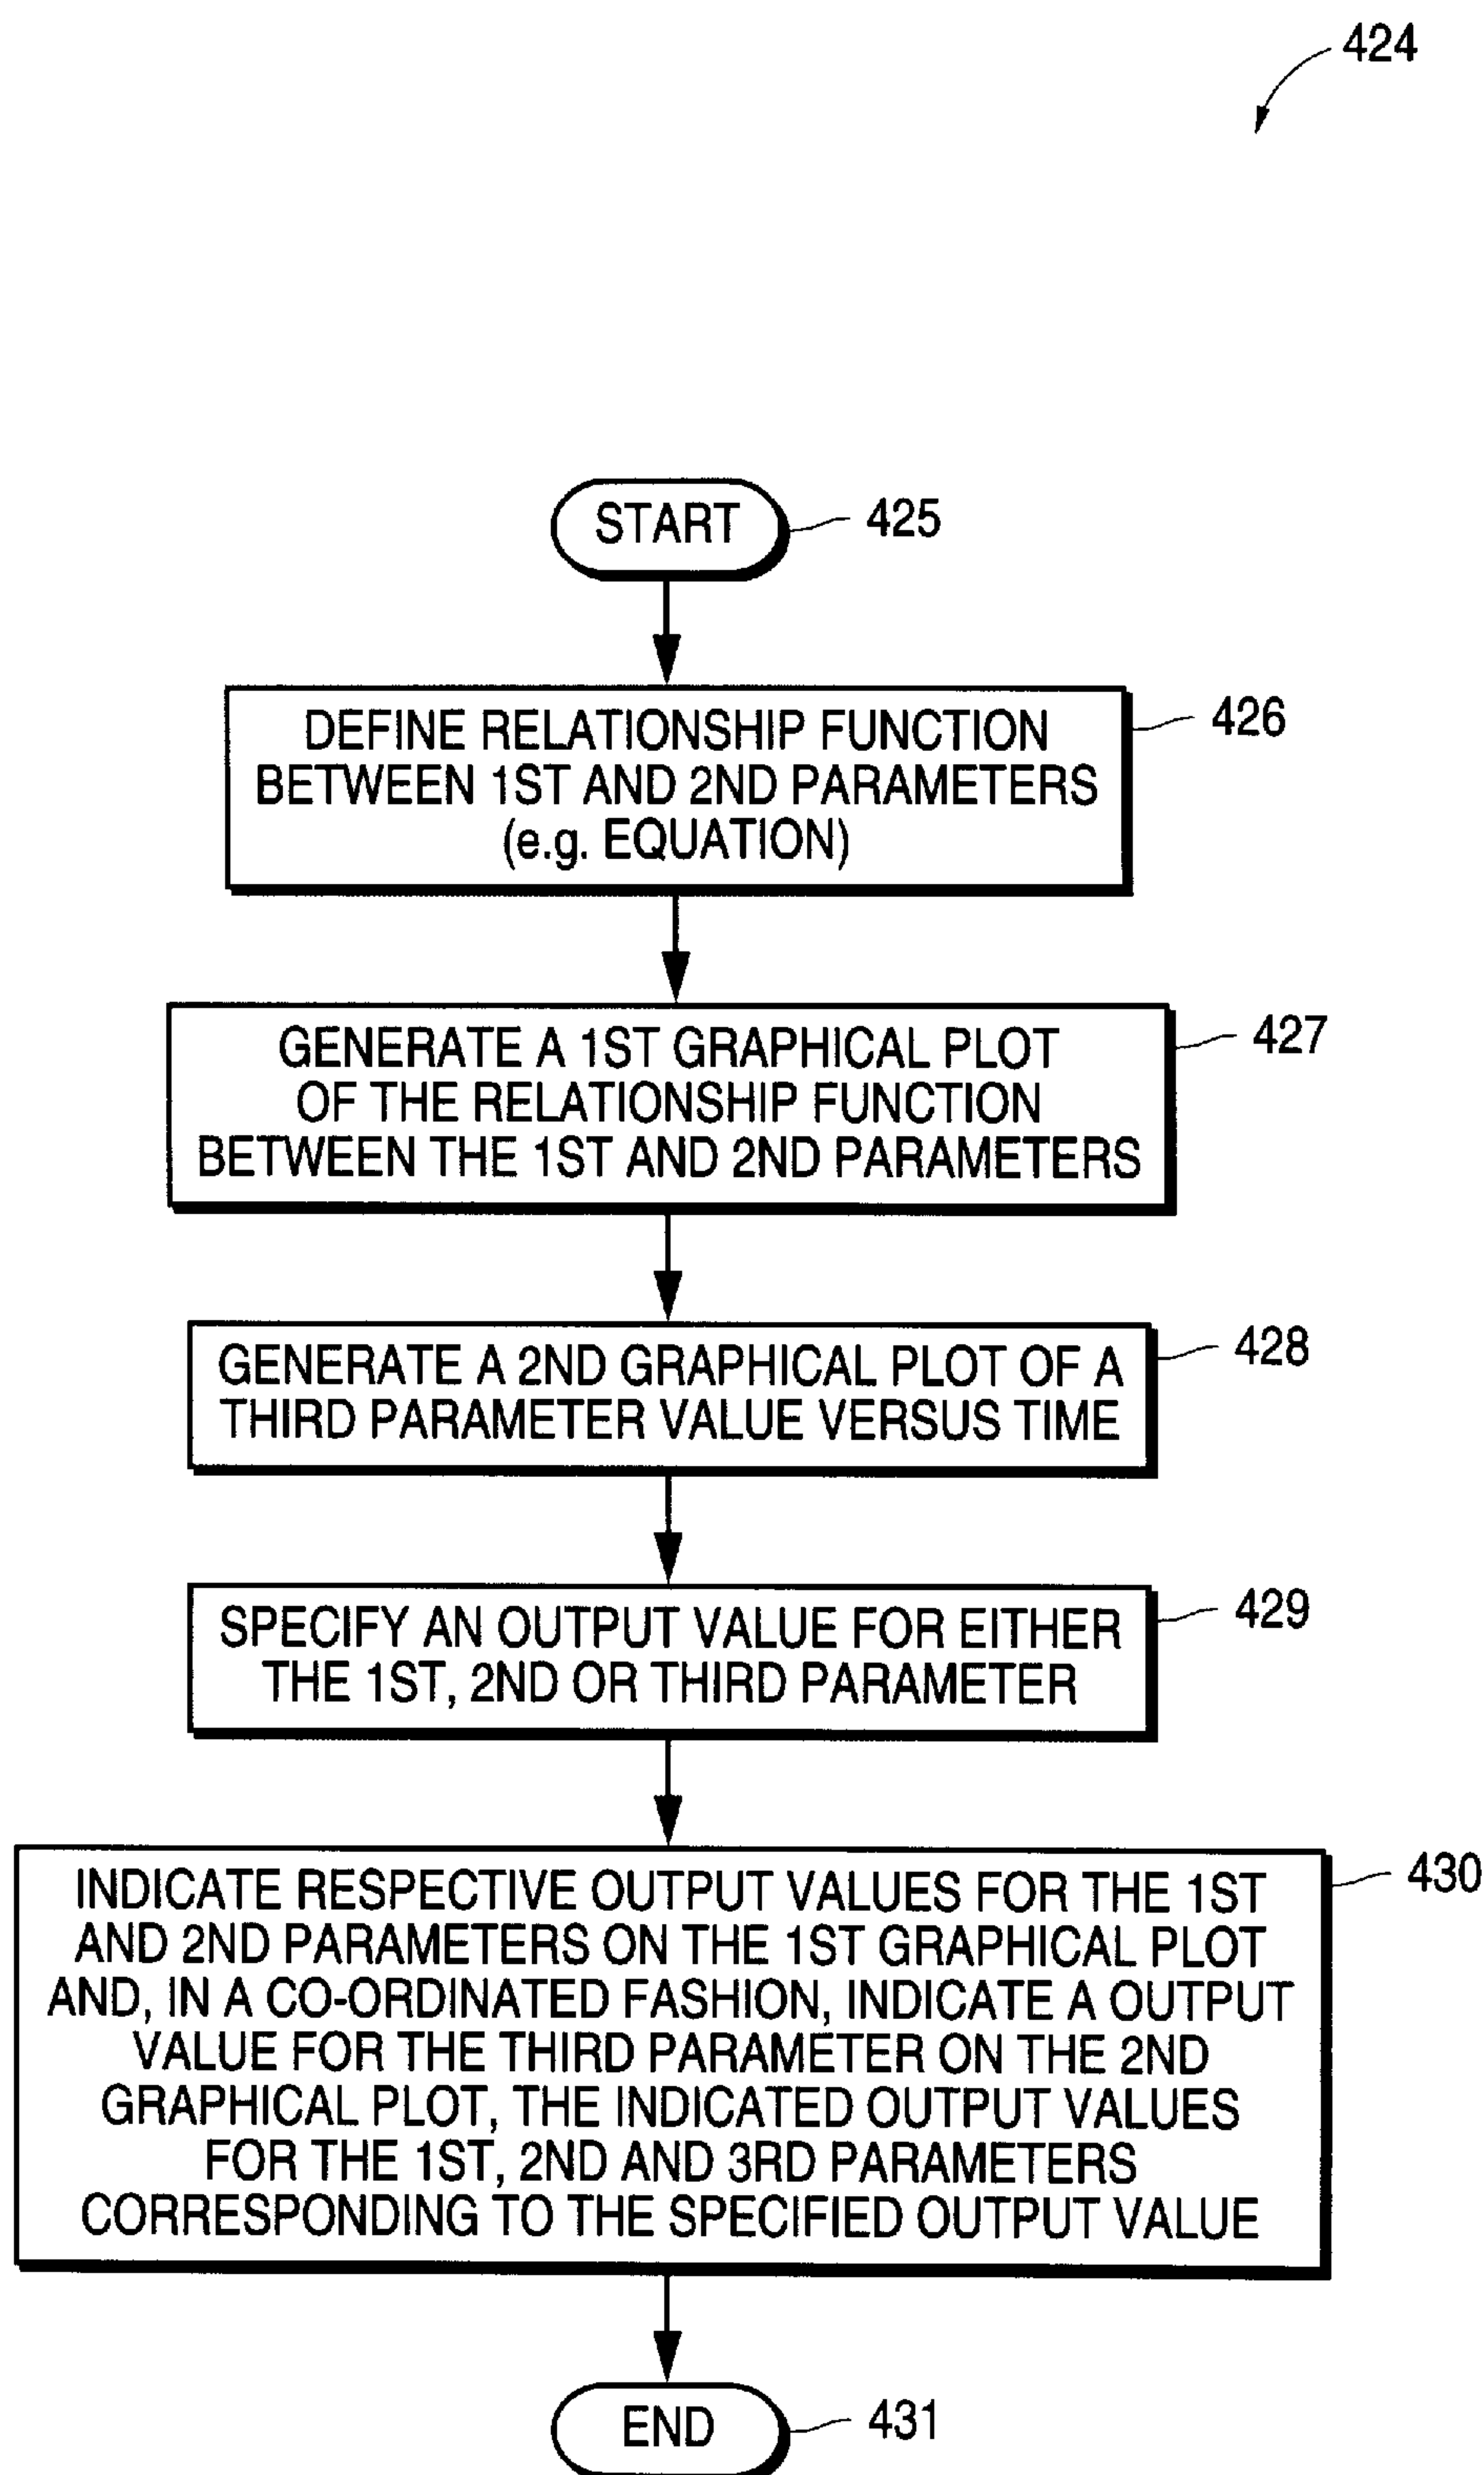 424
START
425
DEFINE RELATIONSHIP FUNCTION
BETWEEN 1ST AND 2ND PARAMETERS
(e.g. EQUATION)
426
GENERATE A 1ST GRAPHICAL PLOT
OF THE RELATIONSHIP FUNCTION
BETWEEN THE 1ST AND 2ND PARAMETERS
427
GENERATE A 2ND GRAPHICAL PLOT OF A
THIRD PARAMETER VALUE VERSUS TIME
428
SPECIFY AN OUTPUT VALUE FOR EITHER
THE 1ST, 2ND OR THIRD PARAMETER
429
INDICATE RESPECTIVE OUTPUT VALUES FOR THE 1ST
AND 2ND PARAMETERS ON THE 1ST GRAPHICAL PLOT
AND, IN A CO-ORDINATED FASHION, INDICATE A OUTPUT
VALUE FOR THE THIRD PARAMETER ON THE 2ND
GRAPHICAL PLOT, THE INDICATED OUTPUT VALUES
FOR THE 1ST, 2ND AND 3RD PARAMETERS
CORRESPONDING TO THE SPECIFIED OUTPUT VALUE
430
END
431